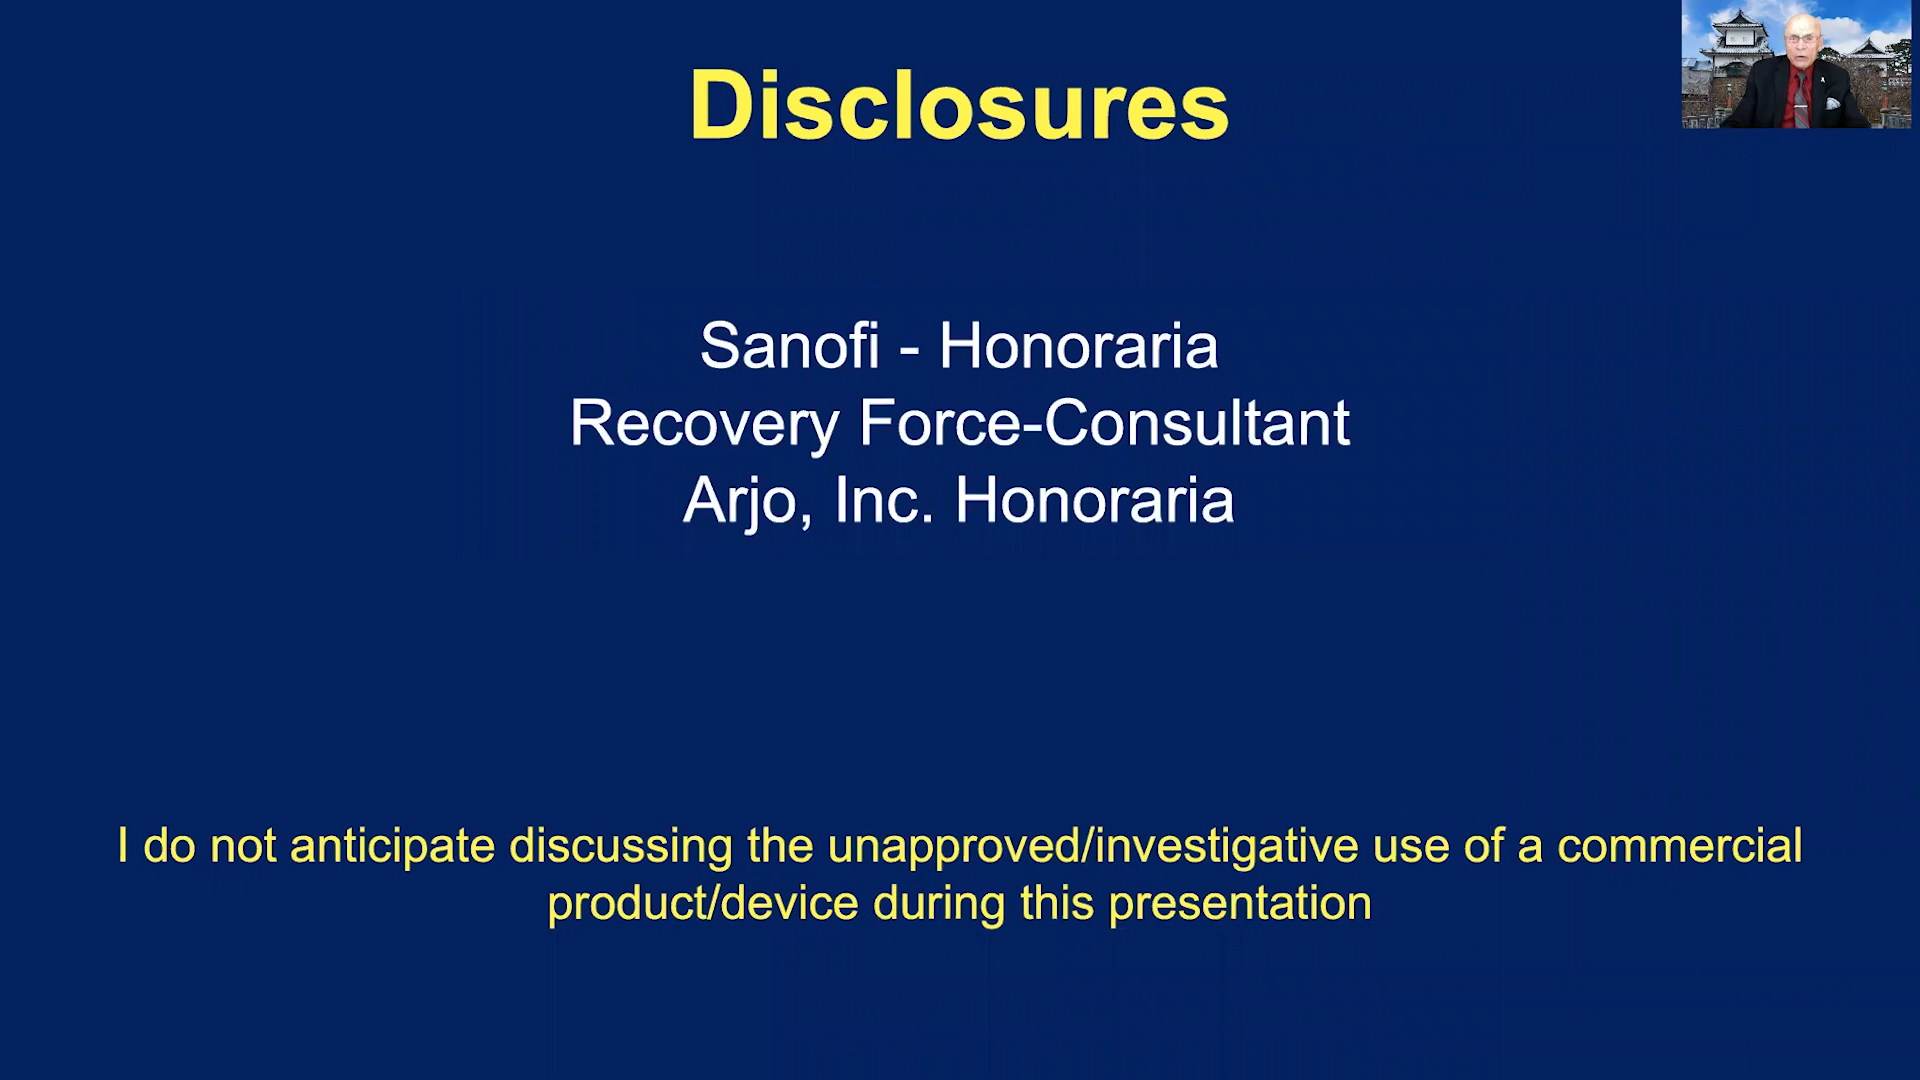 Disclosures
Sanofi - Honoraria
Recovery Force-Consultant
Arjo, Inc. Honoraria
I do not anticipate discussing the unapproved/investigative use of a commercial
product/device during this presentation